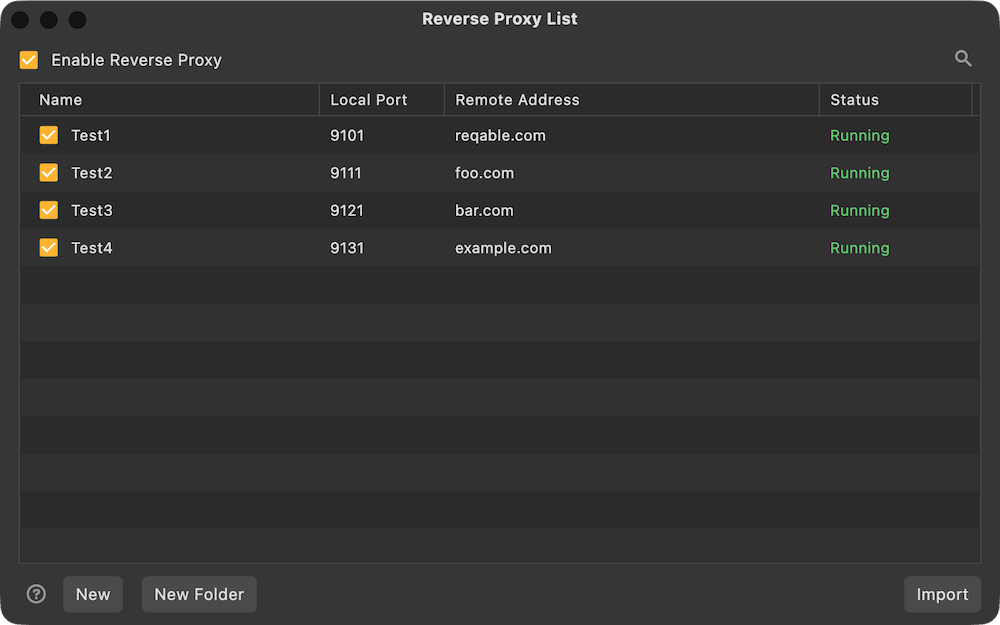 Reverse Proxy List
Enable Reverse Proxy
Name Local Port Remote Address Status
Test1 9101 reqable.com Running
Test2 9111 foo.com Running
Test3 9121 bar.com Running
Test4 9131 example.com Running
? New New Folder Import